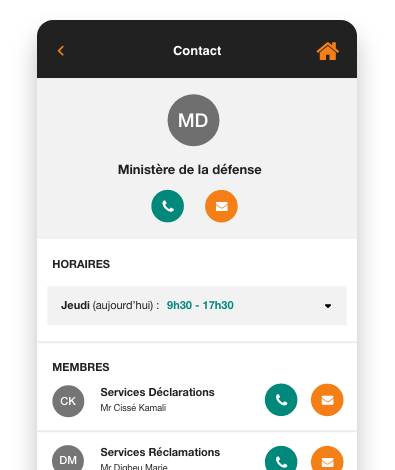 Contact
MD
Ministère de la défense
HORAIRES
Jeudi (aujourd'hui) : 9h30 - 17h30
MEMBRES
CK
Services Déclarations
Mr Cissé Kamali
DM
Services Réclamations
Mr Digheu Marie